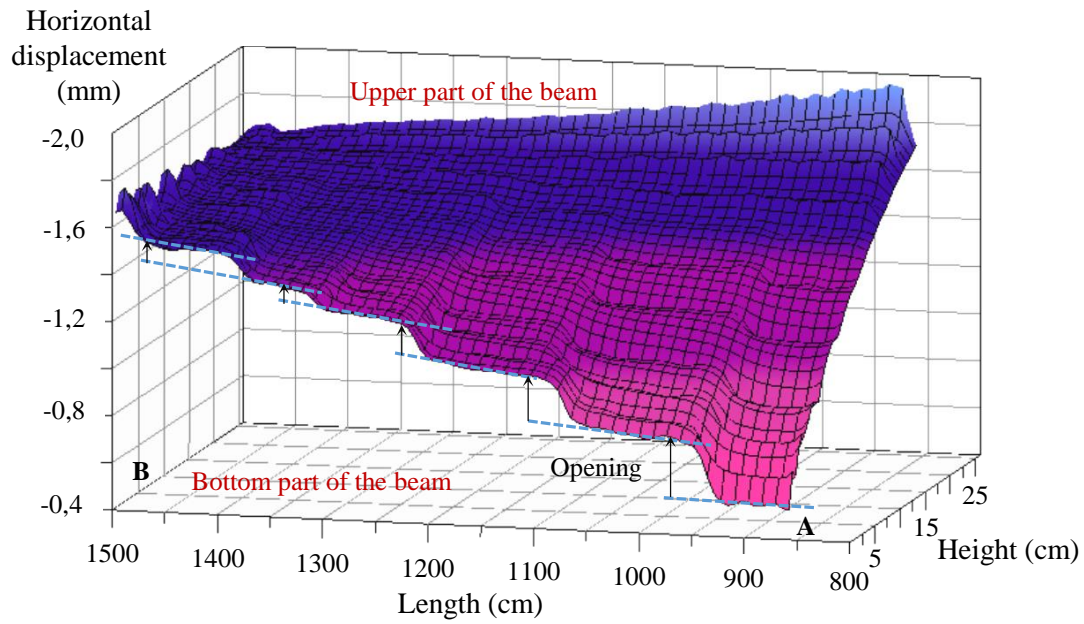 Horizontal
displacement
(mm)
Upper part of the beam
-2,0
-1,6
-1,2
-0,8
-0,4
B
Bottom part of the beam
Opening
A
25
15
5
Height (cm)
1500
1400
1300
1200
1100
1000
900
800
Length (cm)